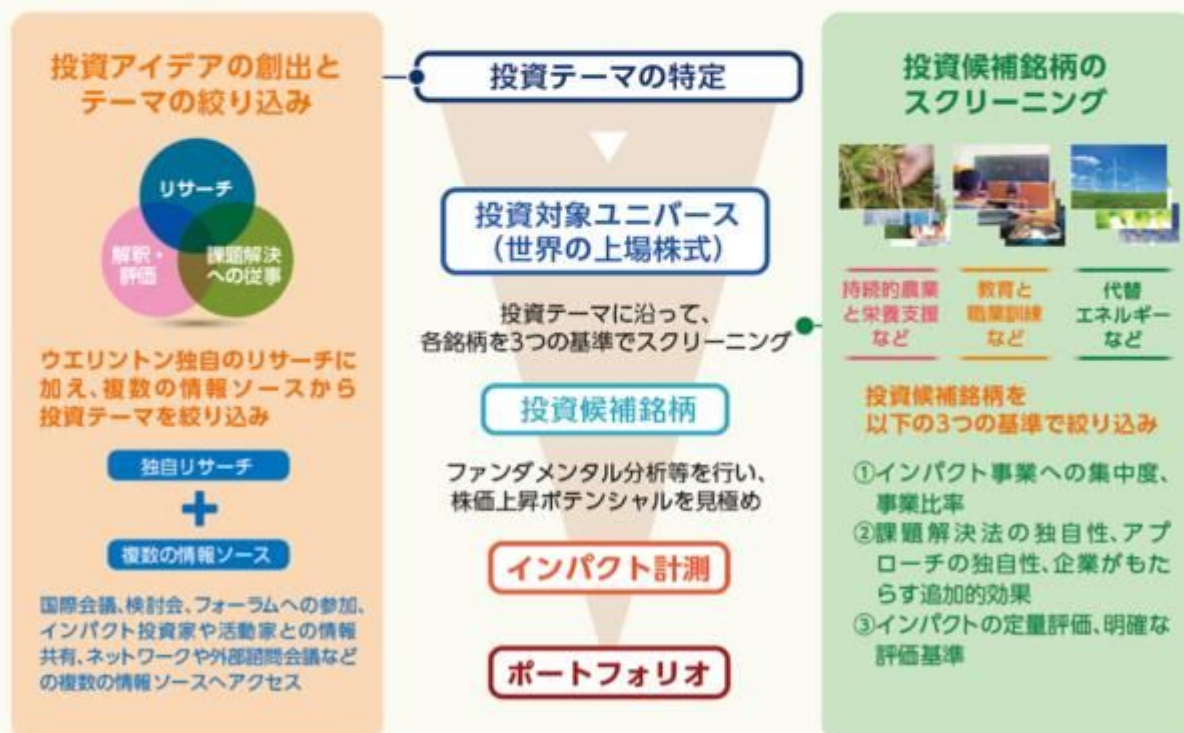 投資アイデアの創出と
テーマの絞り込み
リサーチ
解釈・
評価
課題解決
への従事
ウエリントン独自のリサーチに
加え、複数の情報ソースから
投資テーマを絞り込み
独自リサーチ
+
複数の情報ソース
国際会議、検討会、フォーラムへの参加、
インパクト投資家や活動家との情報
共有、ネットワークや外部諮問会議など
の複数の情報ソースへアクセス
投資テーマの特定
投資対象ユニバース
(世界の上場株式)
投資テーマに沿って、
各銘柄を3つの基準でスクリーニング
投資候補銘柄
ファンダメンタル分析等を行い、
株価上昇ポテンシャルを見極め
インパクト計測
ポートフォリオ
投資候補銘柄の
スクリーニング
持続的農業
と栄養支援
など
教育と
職業訓練
など
代替
エネルギー
など
投資候補銘柄を
以下の3つの基準で絞り込み
①インパクト事業への集中度、
事業比率
②課題解決法の独自性、アプ
ローチの独自性、企業がもた
らす追加的効果
③インパクトの定量評価、明確な
評価基準